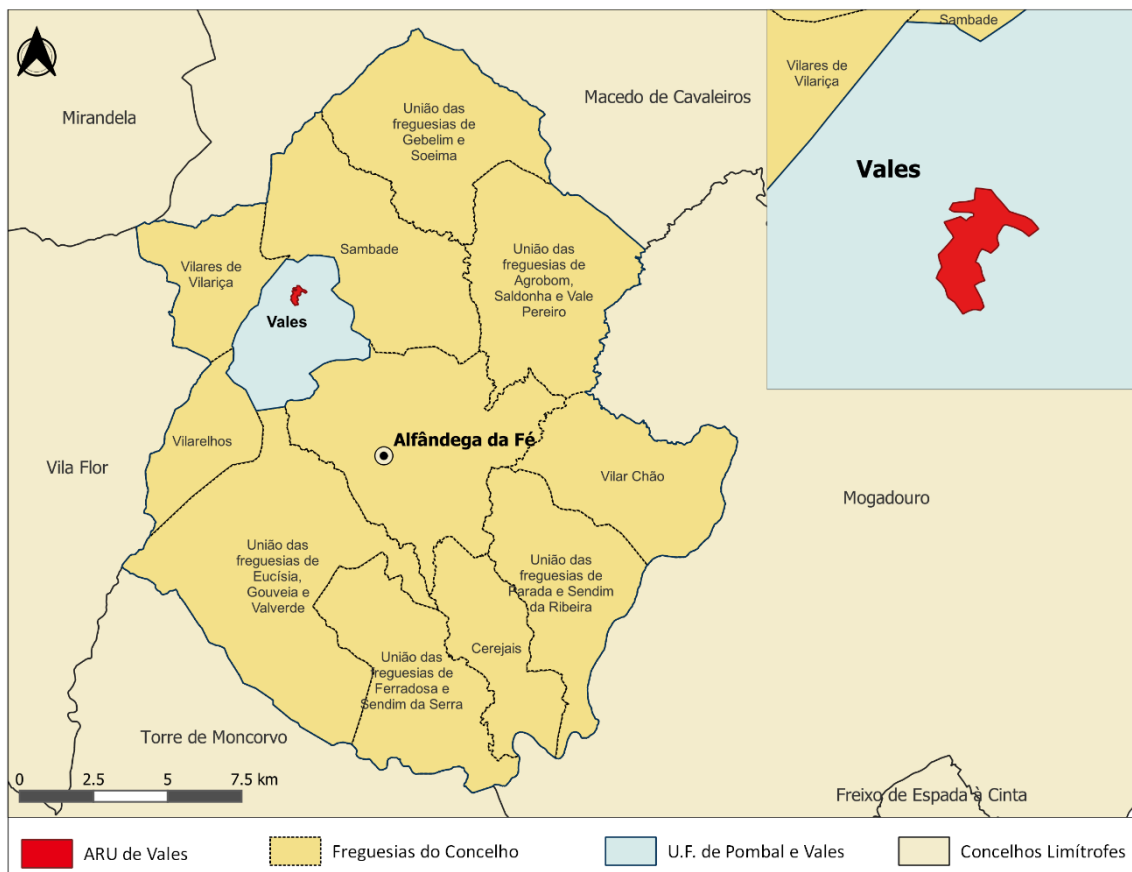 Mirandela
Macedo de Cavaleiros
União das
freguesias de
Gebelim e
Soeima
Sambade
Vilares de
Vilariça
Vales
Vilares de
Vilariça
Sambade
União das
freguesias de
Agrobom,
Saldonha e Vale
Pereiro
Vales
Vilarelhos
Alfândega da Fé
Vila Flor
Vilar Chão
Mogadouro
União das
freguesias de
Eucísia,
Gouveia e
Valverde
União das
freguesias de
Parada e Sendim
da Ribeira
União das
freguesias de
Ferradosa e
Sendim da Serra
Cerejais
Torre de Moncorvo
Freixo de Espada à Cinta
0 2.5 5 7.5 km
ARU de Vales
Freguesias do Concelho
U.F. de Pombal e Vales
Concelhos Limítrofes